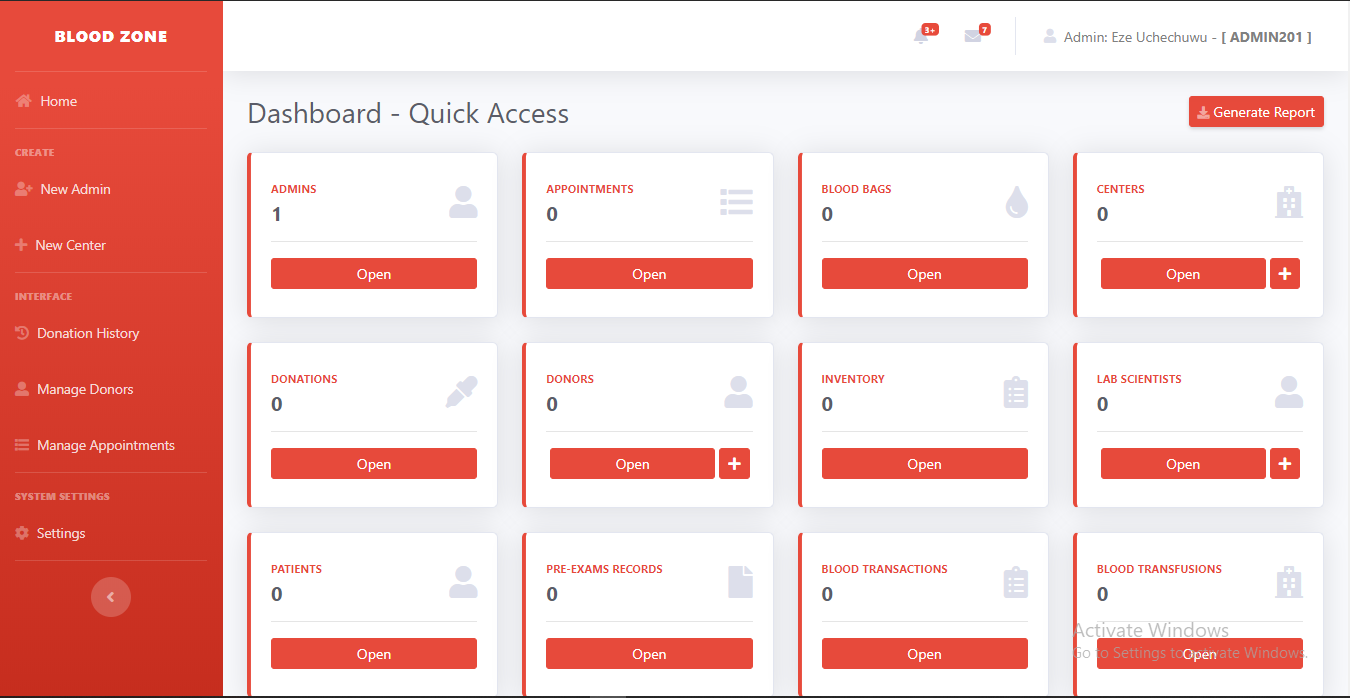 BLOOD ZONE
3+
7
Admin: Eze Uchechuwu - [ ADMIN201 ]
Home
CREATE
New Admin
New Center
INTERFACE
Donation History
Manage Donors
Manage Appointments
SYSTEM SETTINGS
Settings
Dashboard - Quick Access
Generate Report
ADMINS
1
Open
APPOINTMENTS
0
Open
BLOOD BAGS
0
Open
CENTERS
0
Open
DONATIONS
0
Open
DONORS
0
Open
INVENTORY
0
Open
LAB SCIENTISTS
0
Open
PATIENTS
0
Open
PRE-EXAMS RECORDS
0
Open
BLOOD TRANSACTIONS
0
Open
BLOOD TRANSFUSIONS
0
Open
Activate Windows
Go to Settings to activate Windows.